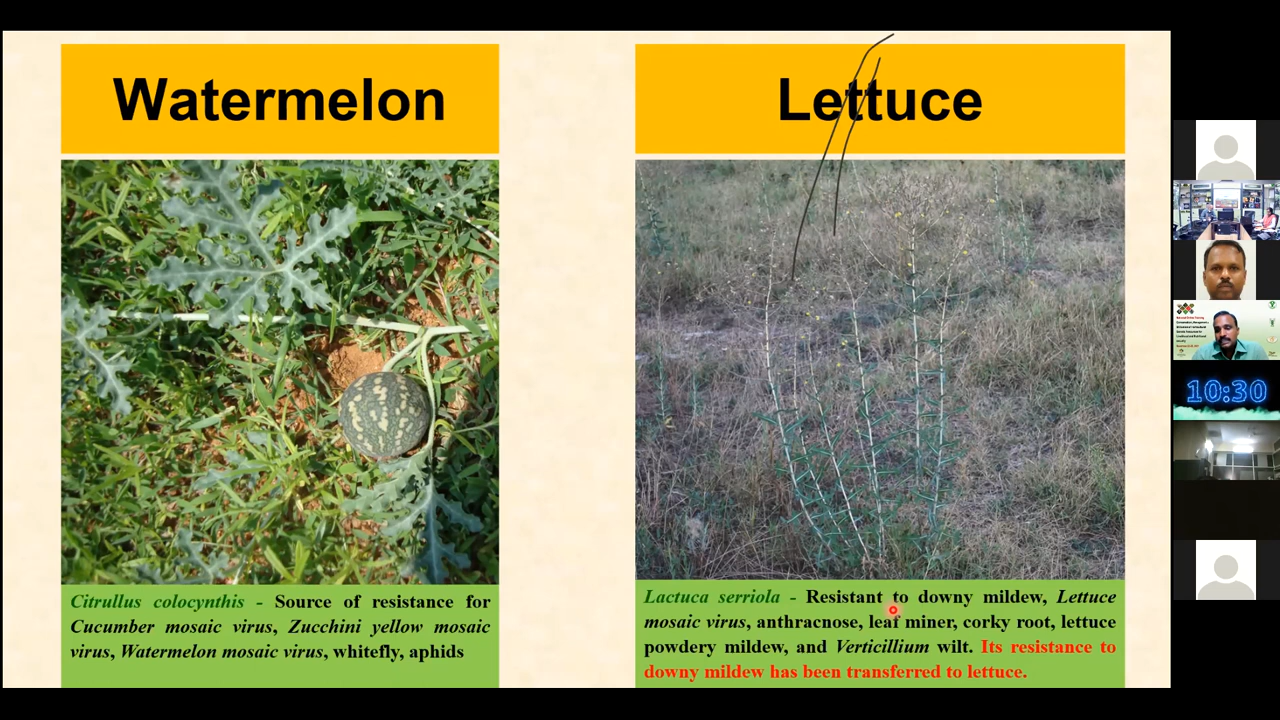 Watermelon
Citrullus colocynthis - Source of resistance for
Cucumber mosaic virus, Zucchini yellow mosaic
virus, Watermelon mosaic virus, whitefly, aphids
Lettuce
Lactuca serriola - Resistant to downy mildew, Lettuce
mosaic virus, anthracnose, leaf miner, corky root, lettuce
powdery mildew, and Verticillium wilt. Its resistance to
downy mildew has been transferred to lettuce.
10:30